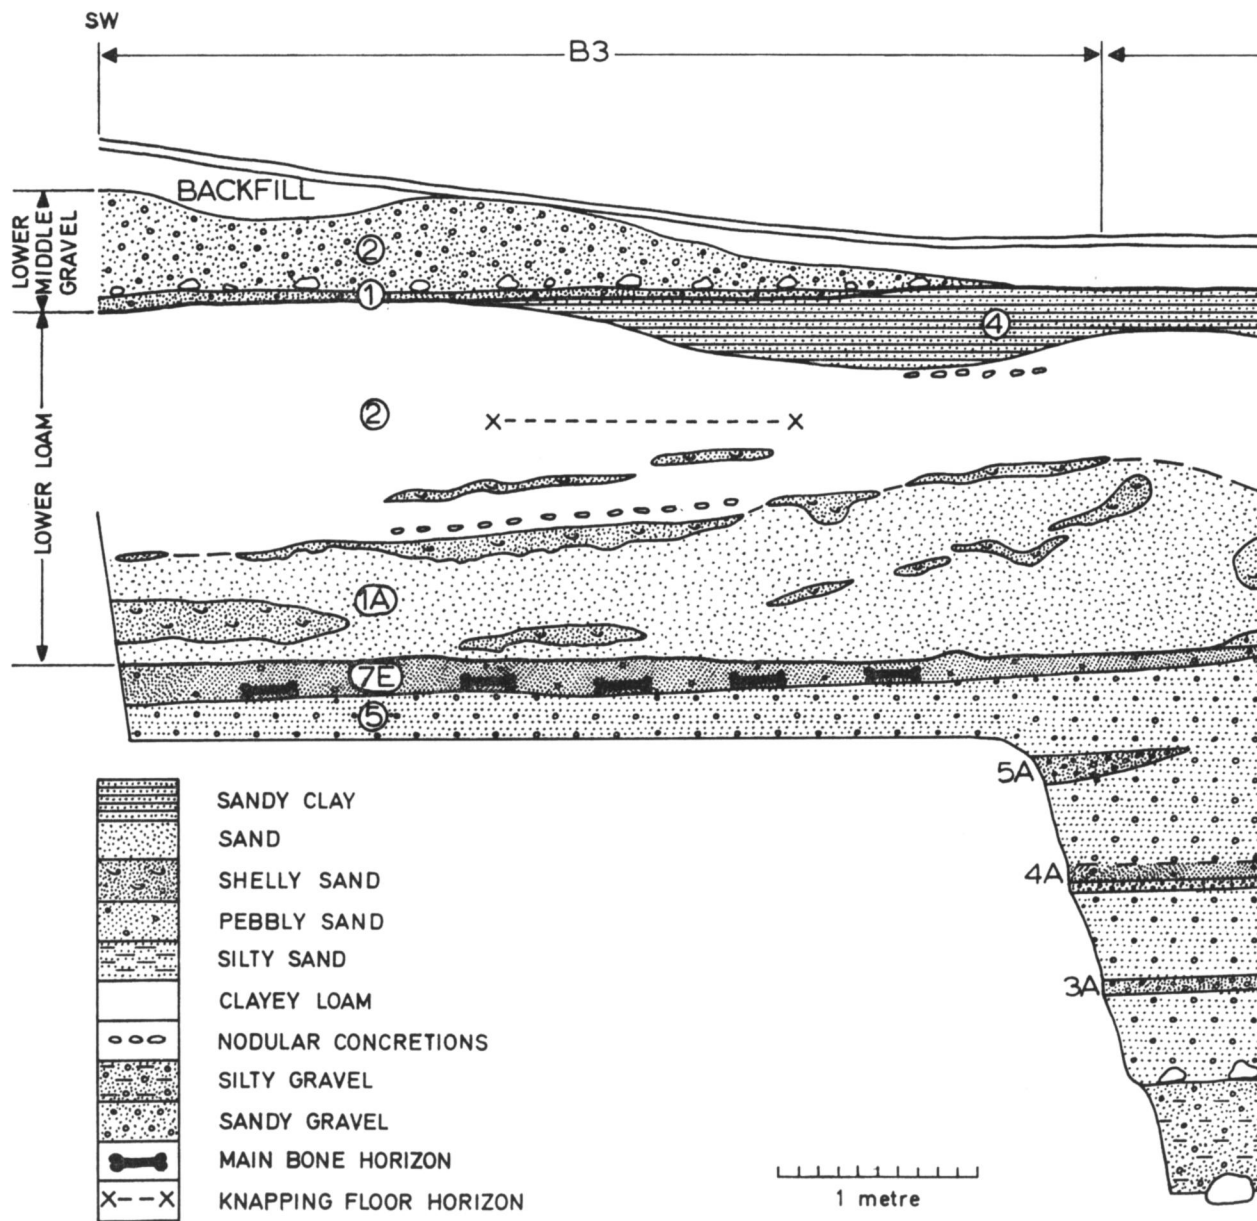 SW
B3
BACKFILL
LOWER
MIDDLE
GRAVEL
2
1
4
LOWER LOAM
2
1A
7E
5
5A
4A
3A
SANDY CLAY
SAND
SHELLY SAND
PEBBLY SAND
SILTY SAND
CLAYEY LOAM
NODULAR CONCRETIONS
SILTY GRAVEL
SANDY GRAVEL
MAIN BONE HORIZON
X---X KNAPPING FLOOR HORIZON
1 metre